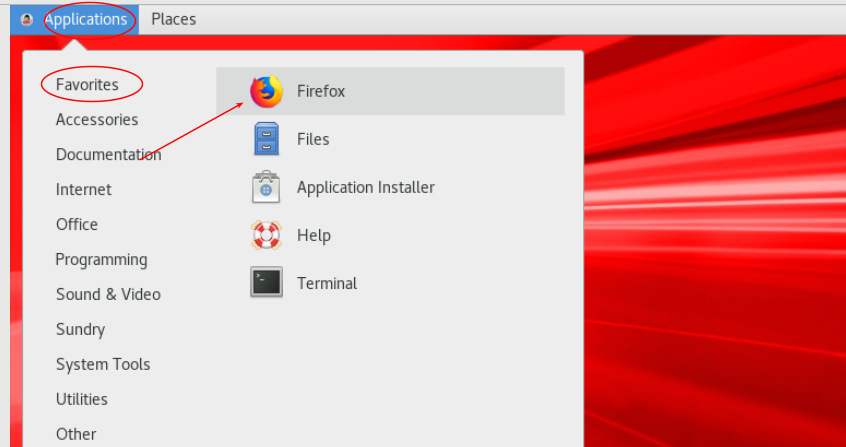 Applications Places
Favorites
Accessories
Documentation
Internet
Office
Programming
Sound & Video
Sundry
System Tools
Utilities
Other
Firefox
Files
Application Installer
Help
Terminal